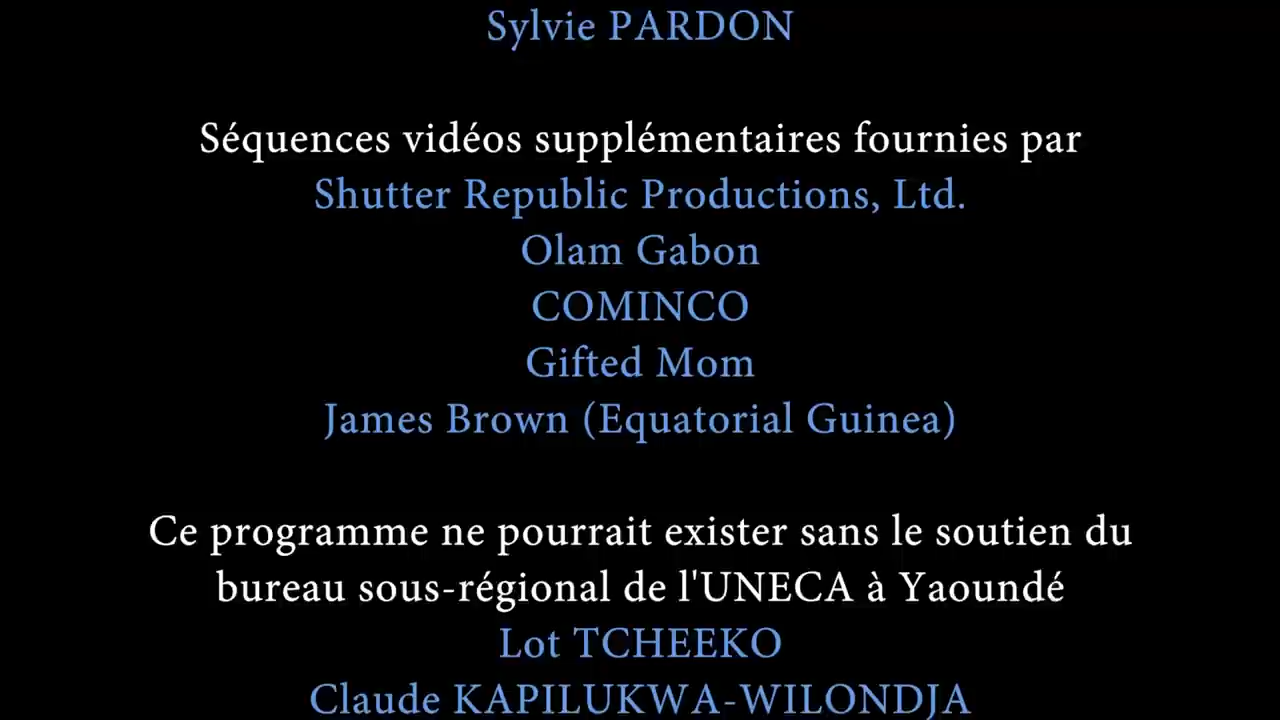 Sylvie PARDON
Séquences vidéos supplémentaires fournies par
Shutter Republic Productions, Ltd.
Olam Gabon
COMINCO
Gifted Mom
James Brown (Equatorial Guinea)
Ce programme ne pourrait exister sans le soutien du
bureau sous-régional de l'UNECA à Yaoundé
Lot TCHEEKO
Claude KAPILUKWA-WILONDJA